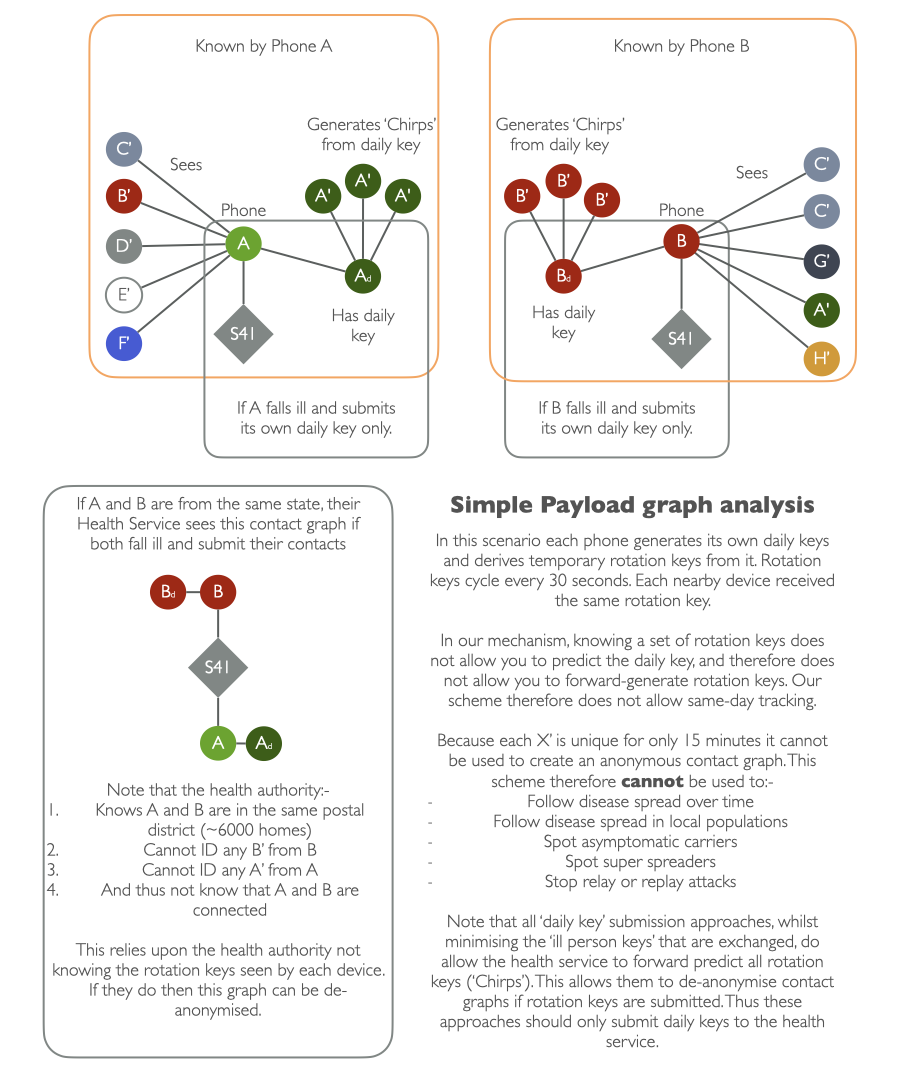 Known by Phone A
Generates ‘Chirps’
from daily key
C’
Sees
B’
A'
A'
A'
Phone
D’
A
Ad
E’
Has daily
key
S41
F’
If A falls ill and submits
its own daily key only.
Known by Phone B
Generates ‘Chirps’
from daily key
B’
B’
B’
Sees
C’
Phone
C’
B
Bd
G’
Has daily
key
A'
S41
H’
If B falls ill and submits
its own daily key only.
If A and B are from the same state, their
Health Service sees this contact graph if
both fall ill and submit their contacts
Bd
B
S41
A
Ad
Note that the health authority:-
1. Knows A and B are in the same postal
district (~6000 homes)
2. Cannot ID any B’ from B
3. Cannot ID any A’ from A
4. And thus not know that A and B are
connected
This relies upon the health authority not
knowing the rotation keys seen by each device.
If they do then this graph can be de-
anonymised.
Simple Payload graph analysis
In this scenario each phone generates its own daily keys
and derives temporary rotation keys from it. Rotation
keys cycle every 30 seconds. Each nearby device received
the same rotation key.
In our mechanism, knowing a set of rotation keys does
not allow you to predict the daily key, and therefore does
not allow you to forward-generate rotation keys. Our
scheme therefore does not allow same-day tracking.
Because each X’ is unique for only 15 minutes it cannot
be used to create an anonymous contact graph. This
scheme therefore cannot be used to:-
- Follow disease spread over time
- Follow disease spread in local populations
- Spot asymptomatic carriers
- Spot super spreaders
- Stop relay or replay attacks
Note that all ‘daily key’ submission approaches, whilst
minimising the ‘ill person keys’ that are exchanged, do
allow the health service to forward predict all rotation
keys (‘Chirps’). This allows them to de-anonymise contact
graphs if rotation keys are submitted. Thus these
approaches should only submit daily keys to the health
service.